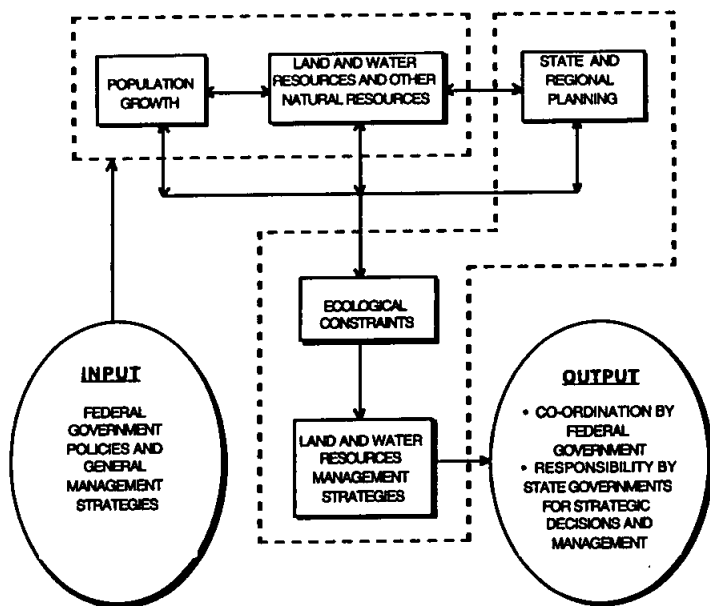 POPULATION
GROWTH
LAND AND WATER
RESOURCES AND OTHER
NATURAL RESOURCES
STATE AND
REGIONAL
PLANNING
ECOLOGICAL
CONSTRAINTS
INPUT
FEDERAL
GOVERNMENT
POLICIES AND
GENERAL
MANAGEMENT
STRATEGIES
LAND AND WATER
RESOURCES
MANAGEMENT
STRATEGIES
OUTPUT
• CO-ORDINATION BY
FEDERAL
GOVERNMENT
• RESPONSIBILITY BY
STATE GOVERNMENTS
FOR STRATEGIC
DECISIONS AND
MANAGEMENT